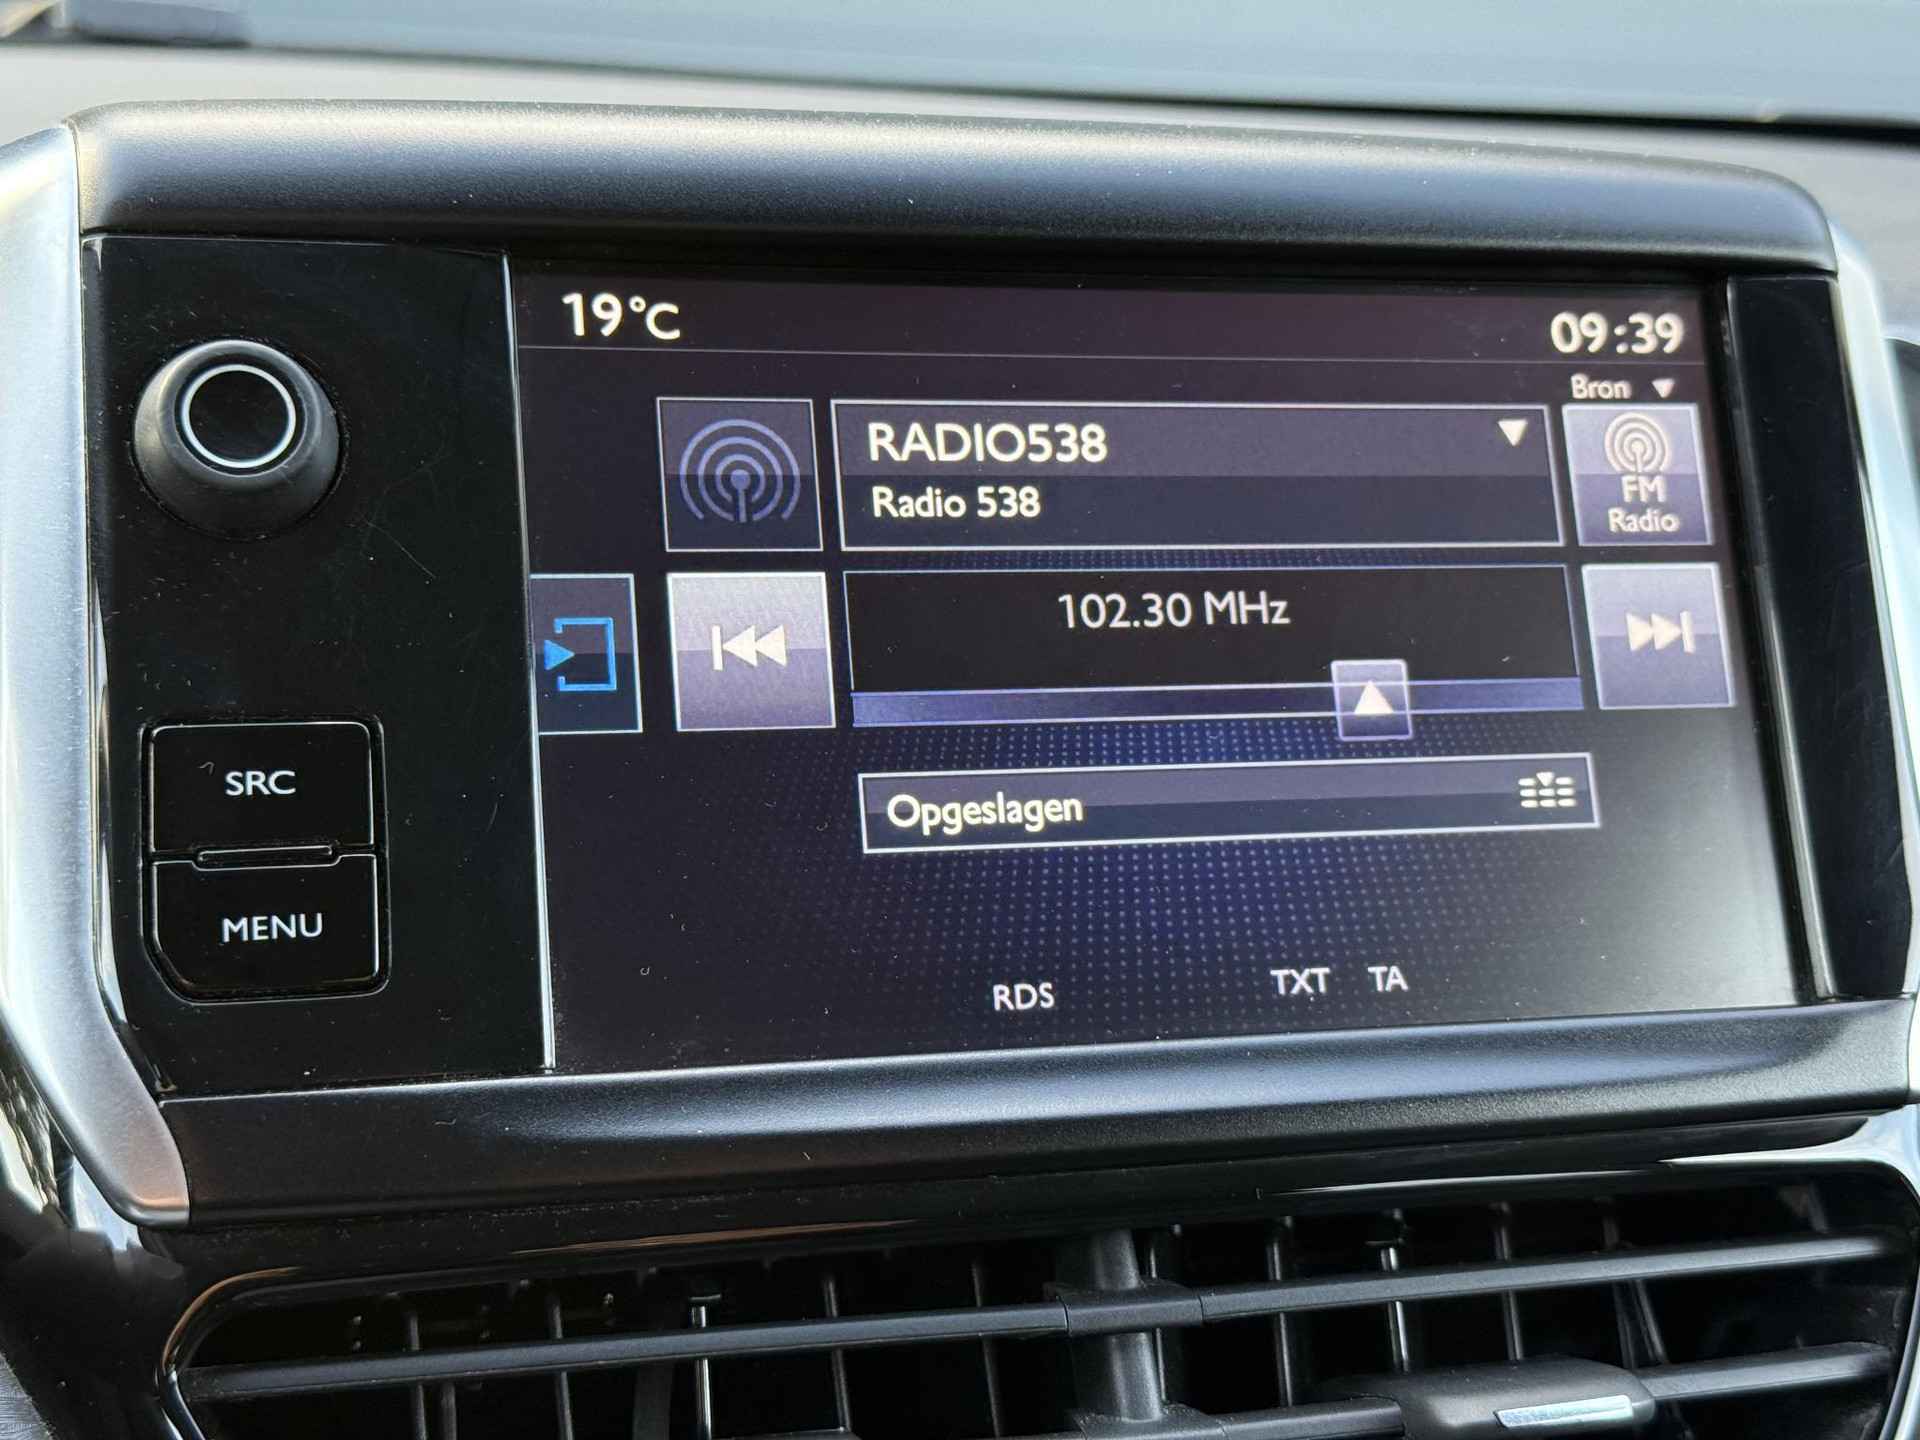 19°C
09:39
Bron
RADIO538
Radio 538
FM
Radio
102.30 MHz
SRC
Opgeslagen
MENU
RDS TXT TA